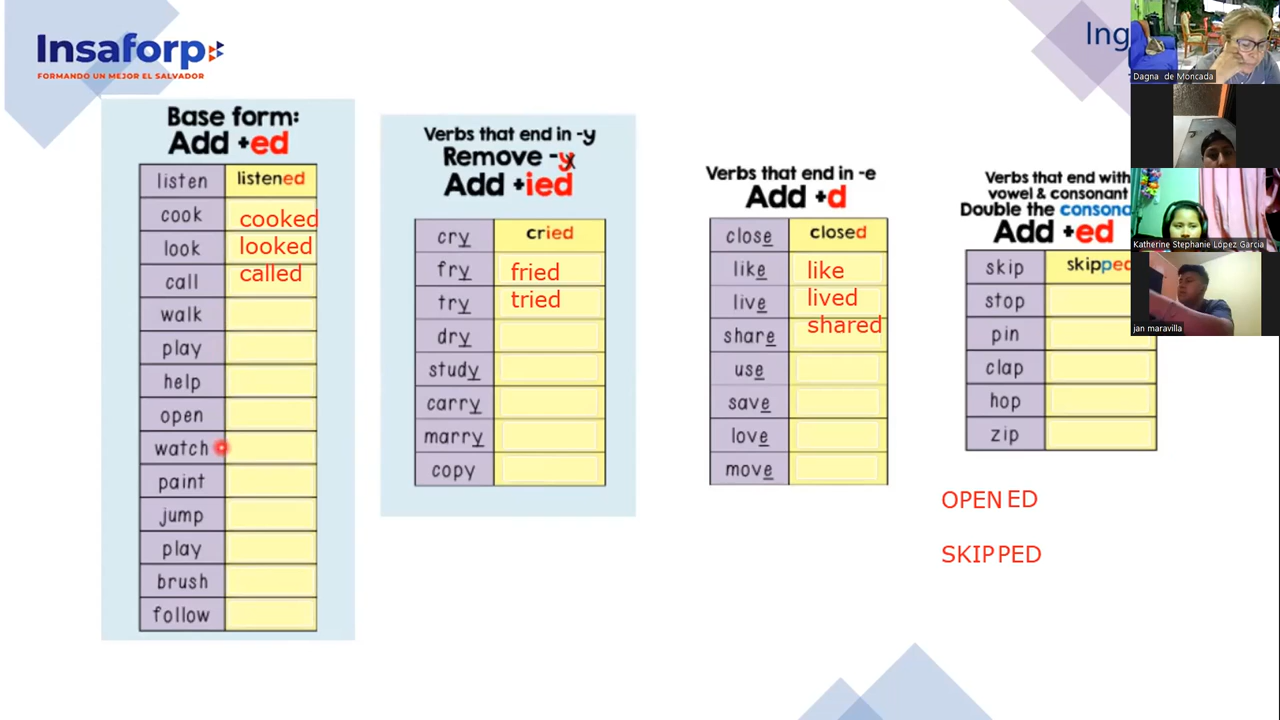 Insaforp
FORMANDO UN MEJOR EL SALVADOR
Ing
Dagna de Moncada
Katherine Stephanie López Garcia
jan maravilla
Base form:
Add +ed
listen listened
cook cooked
look looked
call called
walk
play
help
open
watch
paint
jump
play
brush
follow
Verbs that end in -y
Remove -y
Add +ied
cry cried
fry fried
try tried
dry
study
carry
marry
copy
Verbs that end in -e
Add +d
close closed
like like
live lived
share shared
use
save
love
move
Verbs that end with
vowel & consonant
Double the consona
Add +ed
skip skipped
stop
pin
clap
hop
zip
OPEN ED
SKIPPED